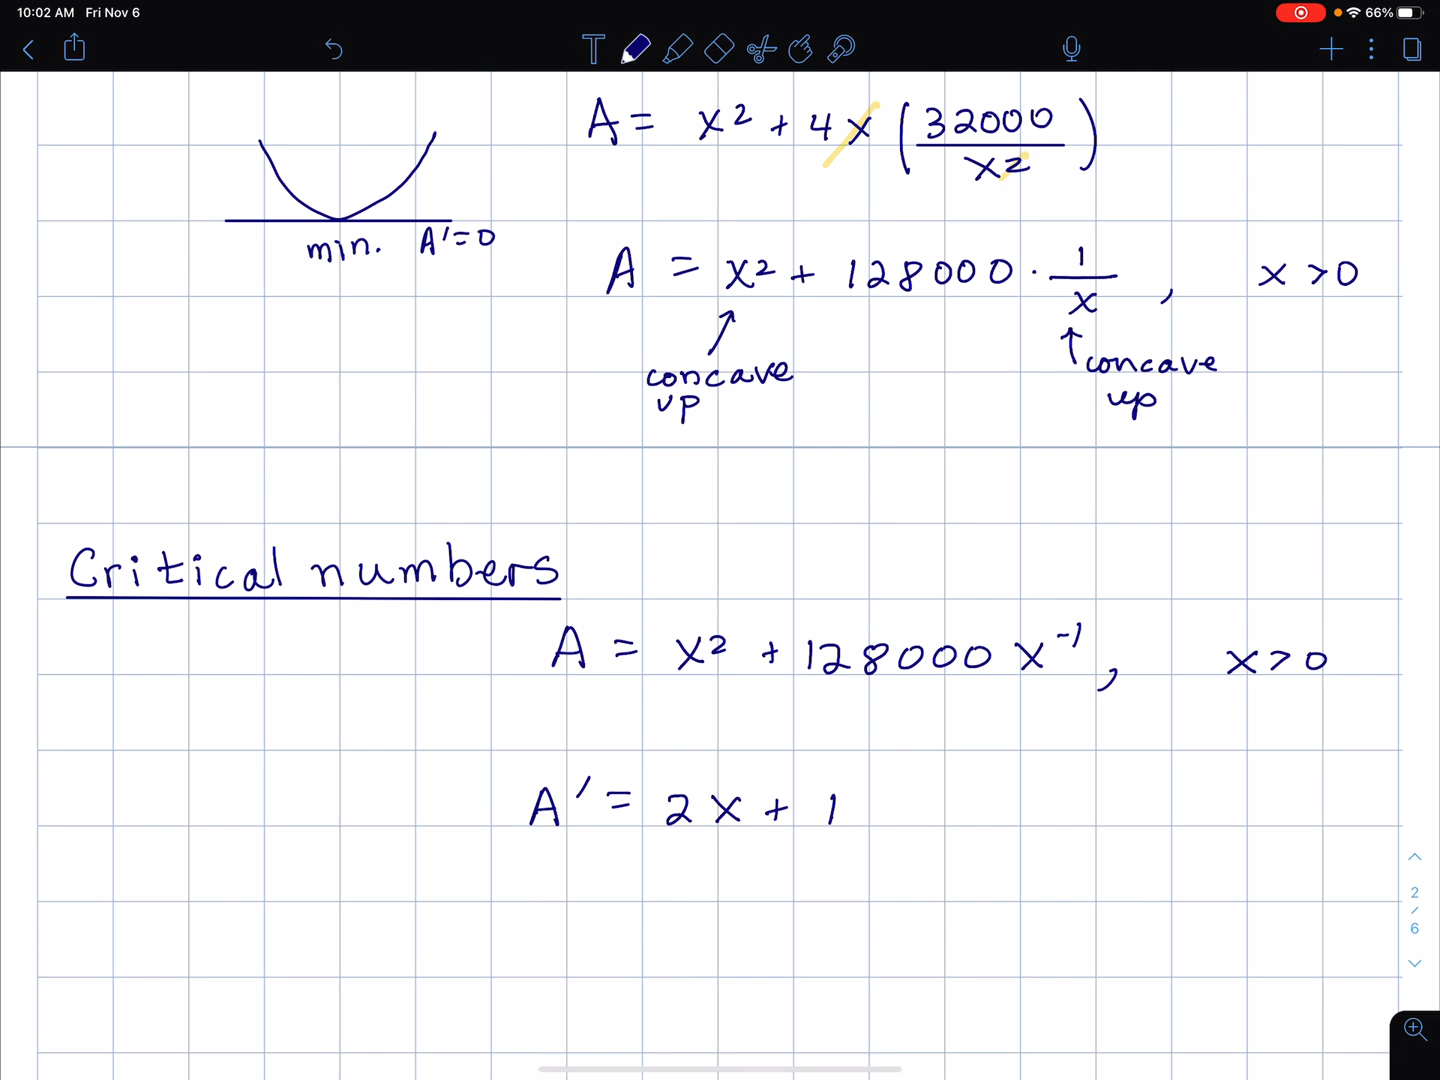 10:02 AM Fri Nov 6
66%
T
A = x² + 4x (32000 / x²)
min. A' = 0
A = x² + 128000 · 1/x , x > 0
concave up
concave up
Critical numbers
A = x² + 128000 x⁻¹ , x > 0
A' = 2x + 1
2
/
6